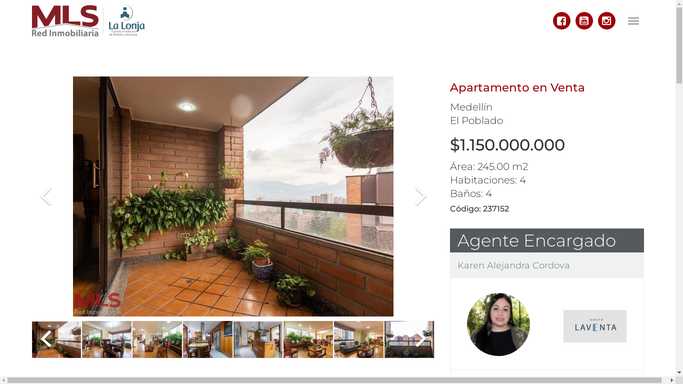 MLS
Red Inmobiliaria
La Lonja
Apartamento en Venta
Medellín
El Poblado
$1.150.000.000
Área: 245.00 m2
Habitaciones: 4
Baños: 4
Código: 237152
Agente Encargado
Karen Alejandra Cordova
LAVENTA
MLS
Red Inmobiliaria